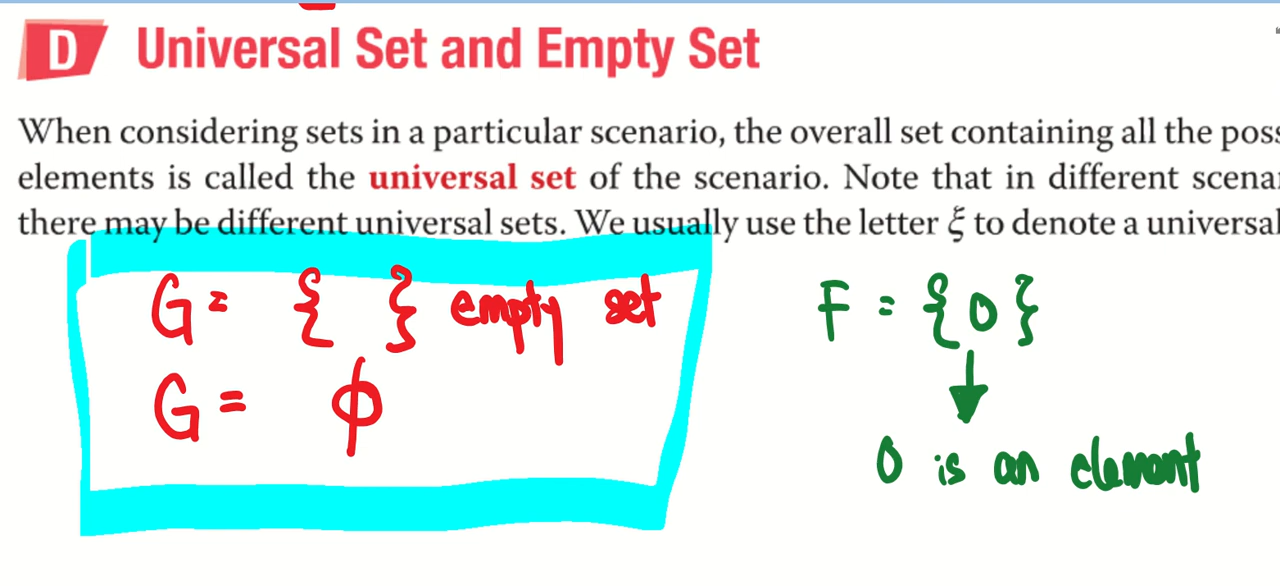 D Universal Set and Empty Set
When considering sets in a particular scenario, the overall set containing all the poss
elements is called the universal set of the scenario. Note that in different scena
there may be different universal sets. We usually use the letter ξ to denote a universal
G = { } empty set
G = ϕ
F = {0}
0 is an element